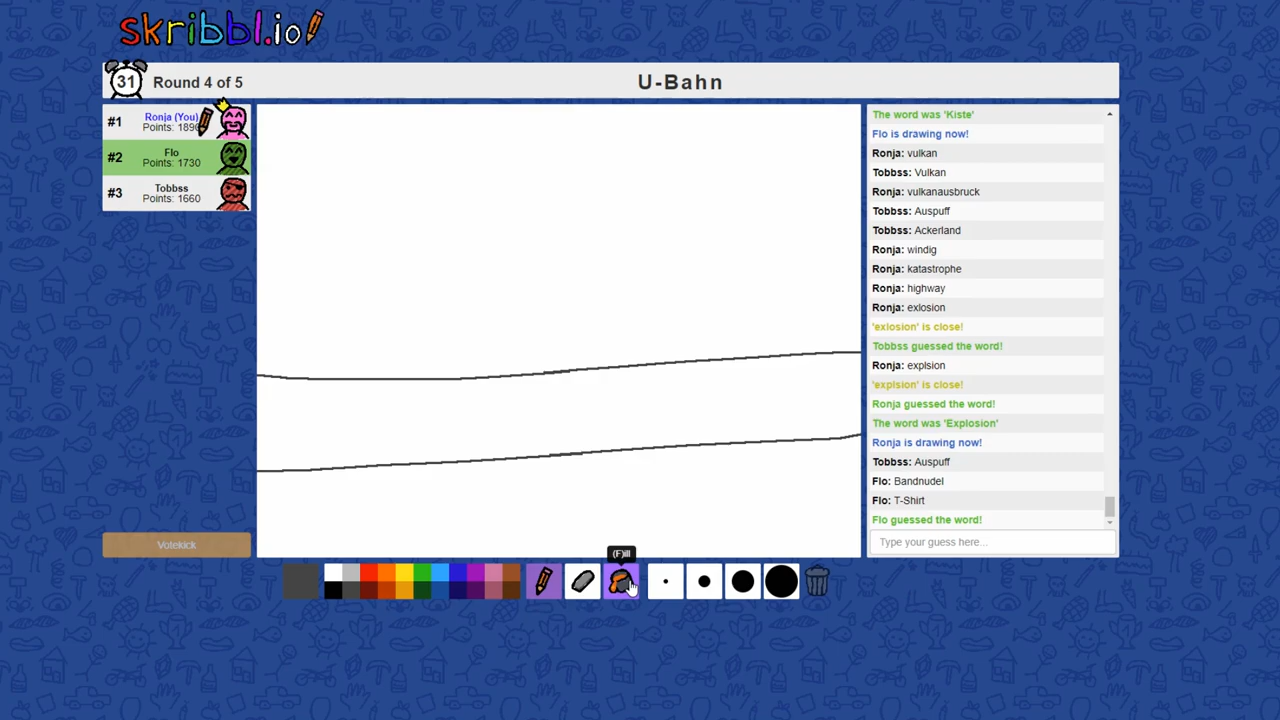 skribbl.io
31
Round 4 of 5
U-Bahn
#1
Ronja (You)
Points: 1896
#2
Flo
Points: 1730
#3
Tobbss
Points: 1660
Votekick
The word was 'Kiste'
Flo is drawing now!
Ronja: vulkan
Tobbss: Vulkan
Ronja: vulkanausbruck
Tobbss: Auspuff
Tobbss: Ackerland
Ronja: windig
Ronja: katastrophe
Ronja: highway
Ronja: exlosion
'exlosion' is close!
Tobbss guessed the word!
Ronja: explsion
'explsion' is close!
Ronja guessed the word!
The word was 'Explosion'
Ronja is drawing now!
Tobbss: Auspuff
Flo: Bandnudel
Flo: T-Shirt
Flo guessed the word!
Type your guess here...
(F)ill